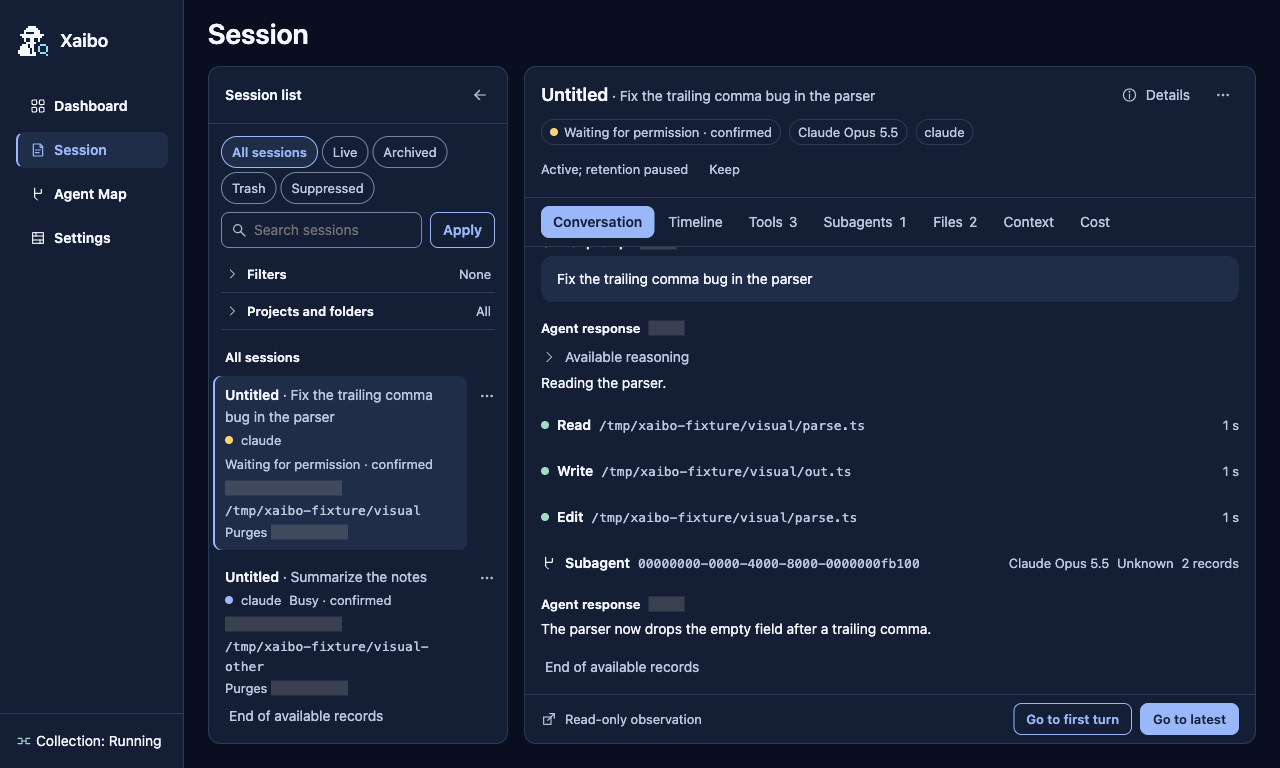 Xaibo
Dashboard
Session
Agent Map
Settings
Collection: Running
Session
Session list
All sessions
Live
Archived
Trash
Suppressed
Search sessions
Apply
Filters
None
Projects and folders
All
All sessions
Untitled · Fix the trailing comma
bug in the parser
claude
Waiting for permission · confirmed
/tmp/xaibo-fixture/visual
Purges
Untitled · Summarize the notes
claude Busy · confirmed
/tmp/xaibo-fixture/visual-
other
Purges
End of available records
Untitled · Fix the trailing comma bug in the parser
Details
Waiting for permission · confirmed
Claude Opus 5.5
claude
Active; retention paused
Keep
Conversation
Timeline
Tools 3
Subagents 1
Files 2
Context
Cost
Fix the trailing comma bug in the parser
Agent response
Available reasoning
Reading the parser.
Read /tmp/xaibo-fixture/visual/parse.ts 1 s
Write /tmp/xaibo-fixture/visual/out.ts 1 s
Edit /tmp/xaibo-fixture/visual/parse.ts 1 s
Subagent 00000000-0000-4000-8000-0000000fb100 Claude Opus 5.5 Unknown 2 records
Agent response
The parser now drops the empty field after a trailing comma.
End of available records
Read-only observation
Go to first turn
Go to latest